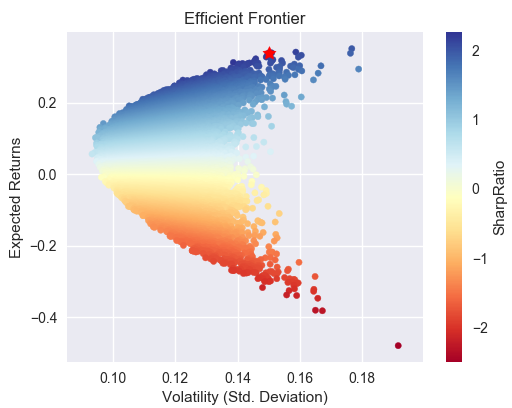 Efficient Frontier
Expected Returns
0.2
0.0
−0.2
−0.4
0.10 0.12 0.14 0.16 0.18
Volatility (Std. Deviation)
2
1
0
−1
−2
SharpRatio